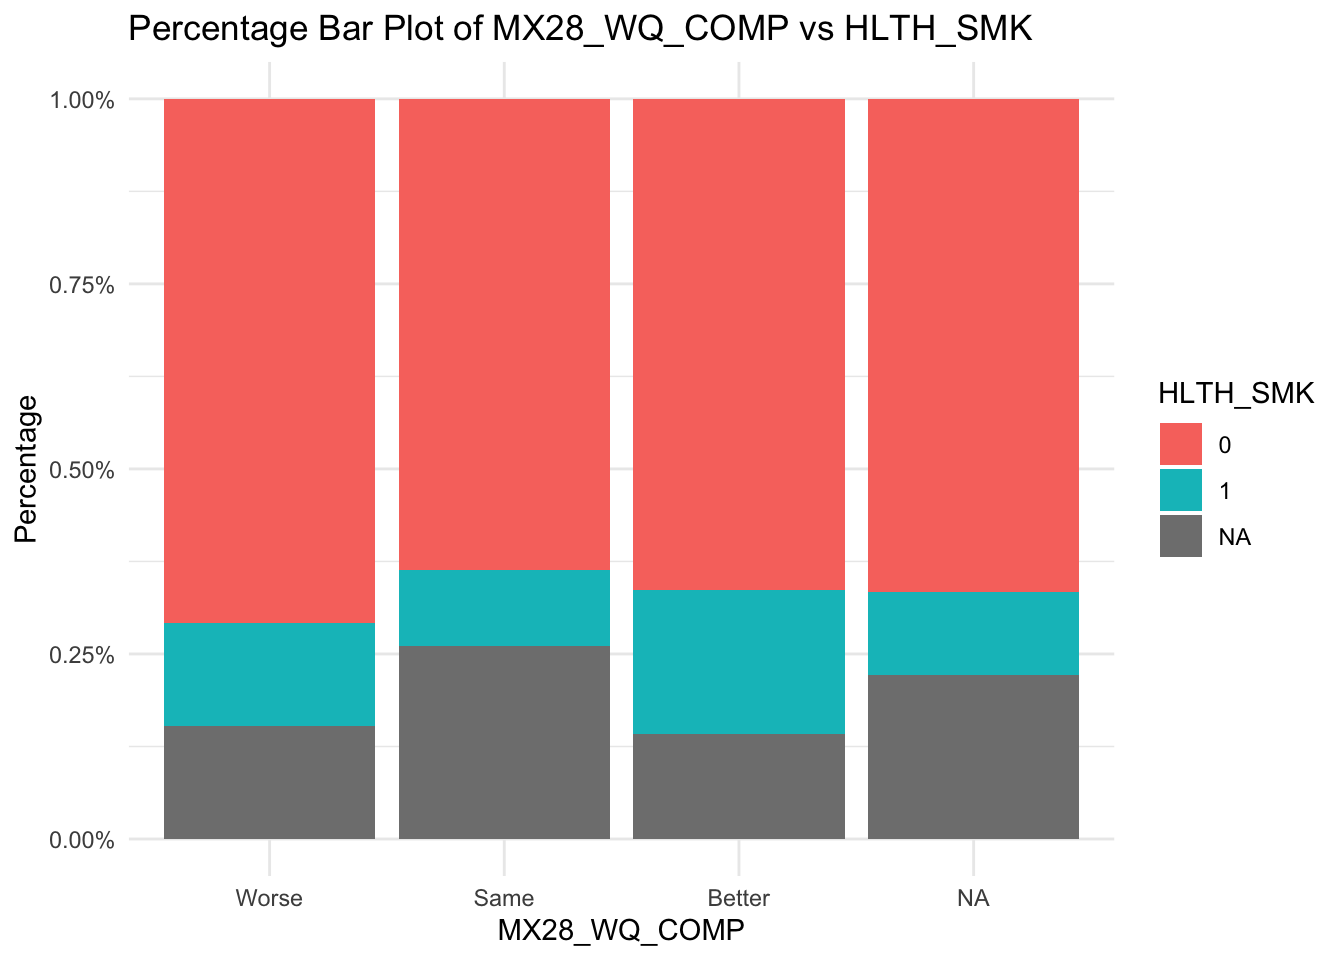 Percentage Bar Plot of MX28_WQ_COMP vs HLTH_SMK
1.00%
0.75%
0.50%
0.25%
0.00%
Percentage
Worse Same Better NA
MX28_WQ_COMP
HLTH_SMK
0
1
NA